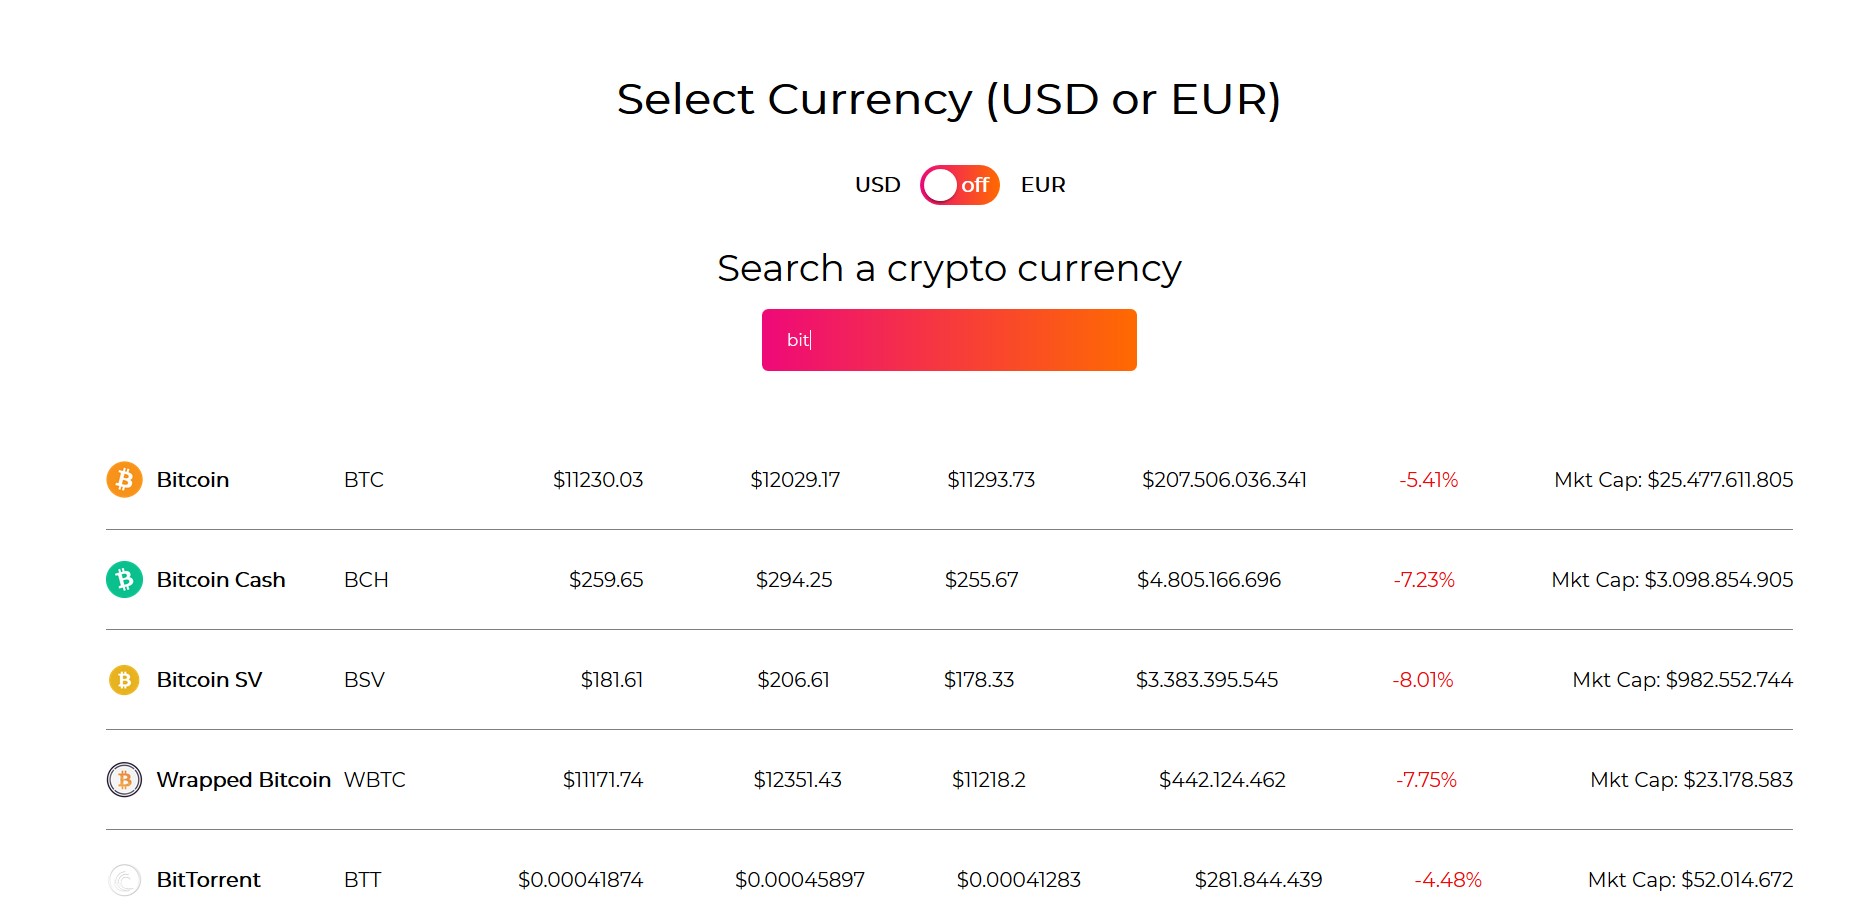 Select Currency (USD or EUR)
USD off EUR
Search a crypto currency
bit
Bitcoin BTC $11230.03 $12029.17 $11293.73 $207.506.036.341 -5.41% Mkt Cap: $25.477.611.805
Bitcoin Cash BCH $259.65 $294.25 $255.67 $4.805.166.696 -7.23% Mkt Cap: $3.098.854.905
Bitcoin SV BSV $181.61 $206.61 $178.33 $3.383.395.545 -8.01% Mkt Cap: $982.552.744
Wrapped Bitcoin WBTC $11171.74 $12351.43 $11218.2 $442.124.462 -7.75% Mkt Cap: $23.178.583
BitTorrent BTT $0.00041874 $0.00045897 $0.00041283 $281.844.439 -4.48% Mkt Cap: $52.014.672